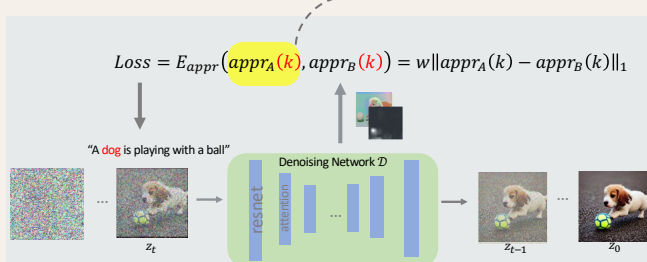 Loss = E_appr(appr_A(k), appr_B(k)) = w‖appr_A(k) − appr_B(k)‖_1
"A dog is playing with a ball"
Denoising Network 𝒟
resnet
attention
...
...
...
z_t
z_{t−1}
z_0